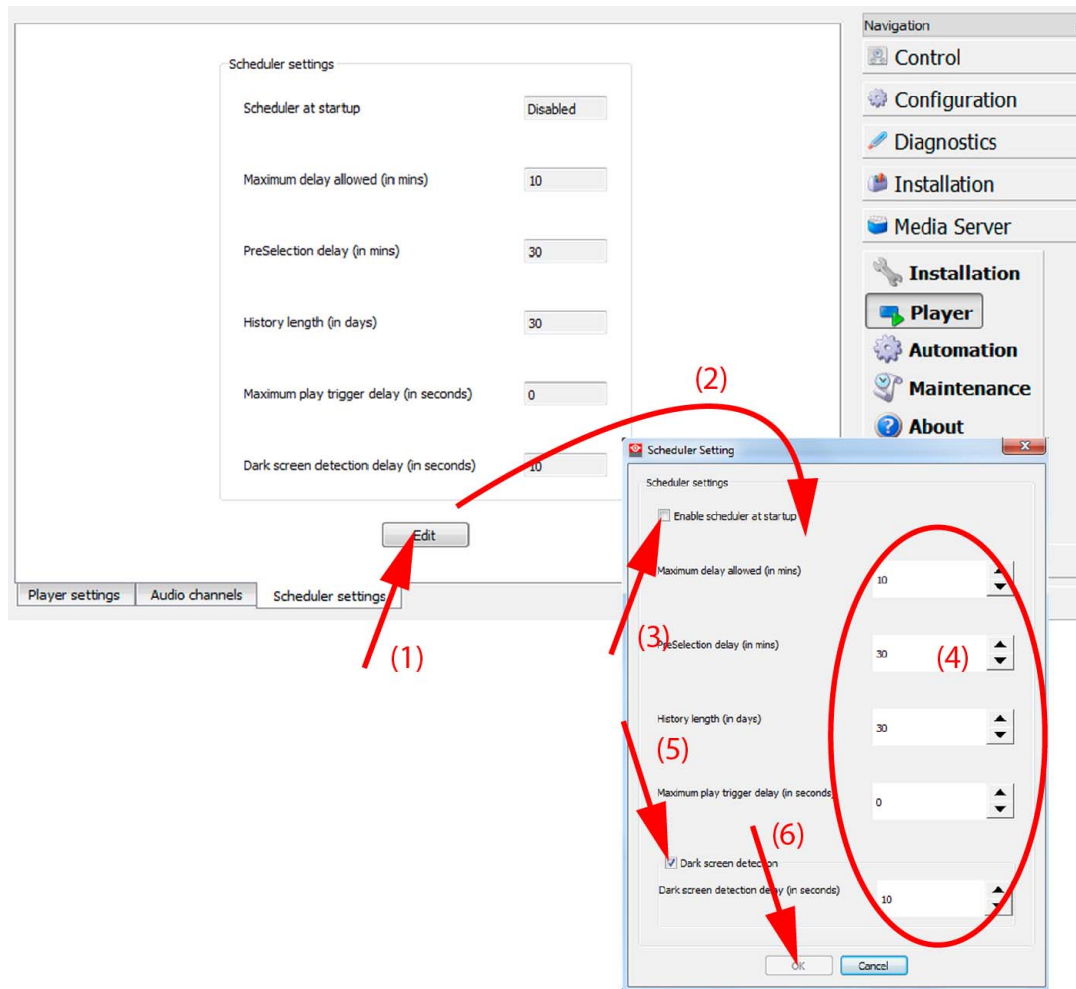 Navigation
Control
Configuration
Diagnostics
Installation
Media Server
Installation
Player
Automation
Maintenance
About
Scheduler settings
Scheduler at startup Disabled
Maximum delay allowed (in mins) 10
PreSelection delay (in mins) 30
History length (in days) 30
Maximum play trigger delay (in seconds) 0
Dark screen detection delay (in seconds) 10
Edit
Player settings Audio channels Scheduler settings
(1)
(2)
Scheduler Setting
Scheduler settings
Enable scheduler at startup
Maximum delay allowed (in mins) 10
(3)
PreSelection delay (in mins) 30 (4)
History length (in days) 30
(5)
Maximum play trigger delay (in seconds) 0
(6)
Dark screen detection
Dark screen detection delay (in seconds) 10
OK Cancel